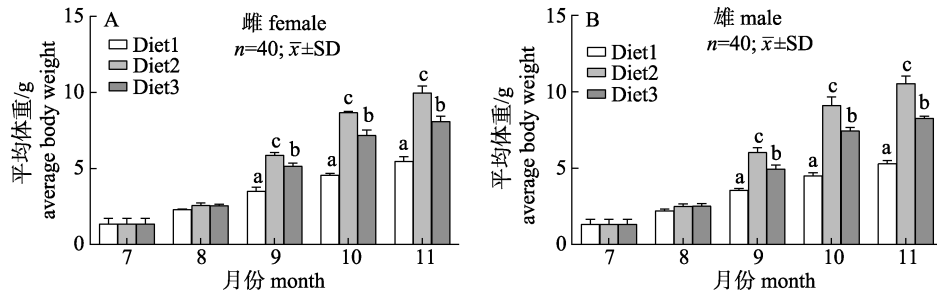 A
雌 female
n=40; x̄±SD
Diet1
Diet2
Diet3
平均体重/g
average body weight
15
10
5
0
a
c
b
a
c
b
a
c
b
7 8 9 10 11
月份 month
B
雄 male
n=40; x̄±SD
Diet1
Diet2
Diet3
平均体重/g
average body weight
15
10
5
0
a
c
b
a
c
b
a
c
b
7 8 9 10 11
月份 month